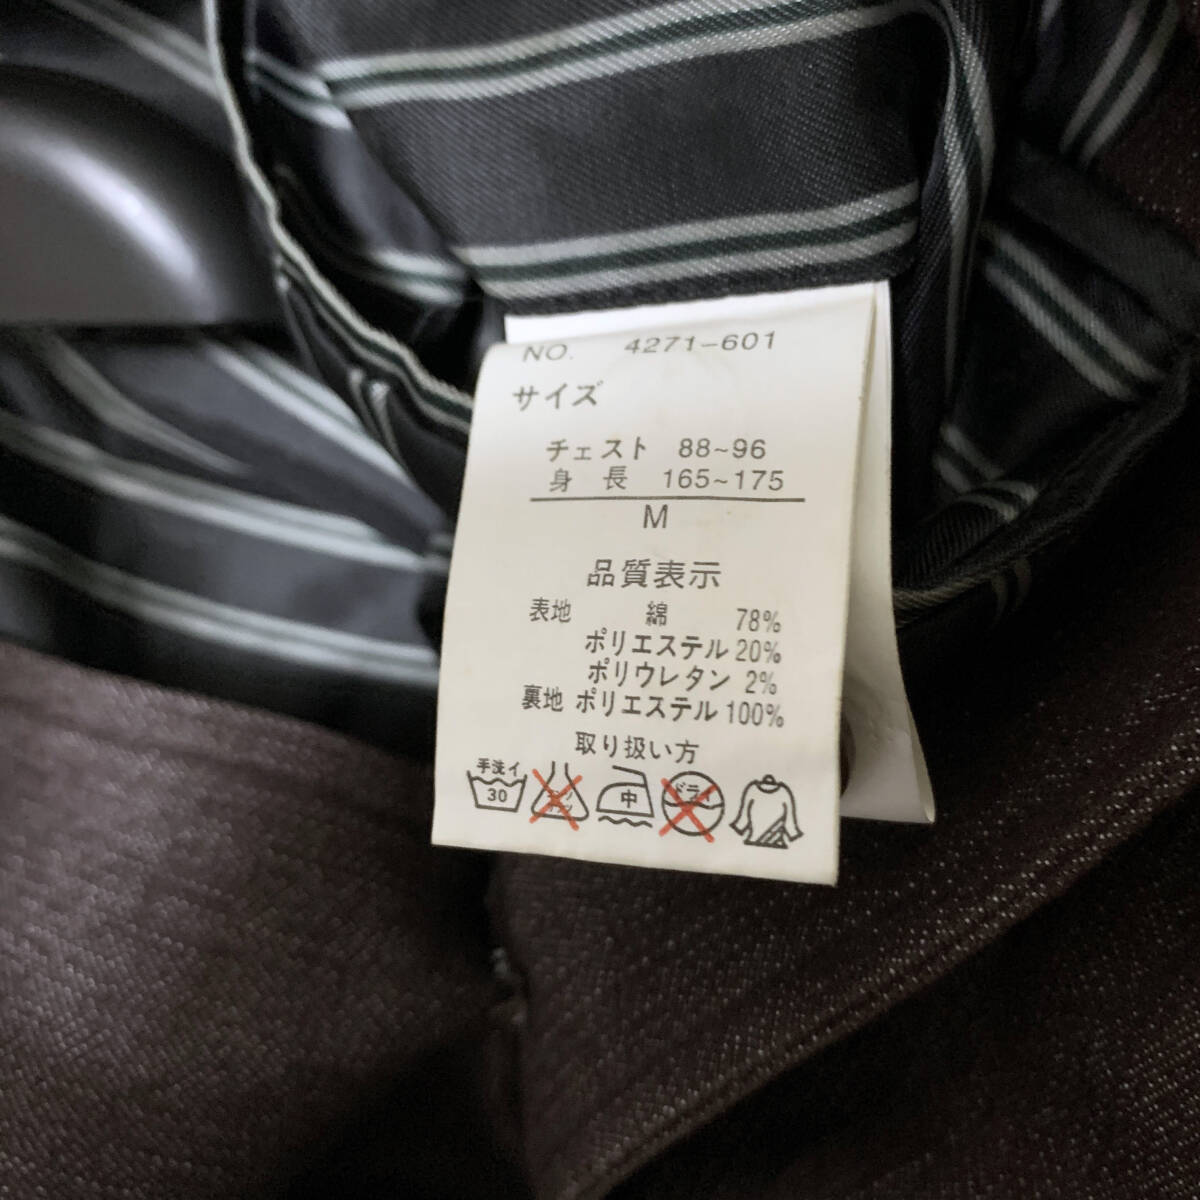 NO. 4271-601
サイズ
チェスト 88~96
身長 165~175
M
品質表示
表地 綿 78%
ポリエステル 20%
ポリウレタン 2%
裏地 ポリエステル 100%
取り扱い方
手洗イ 30 中 ドライ